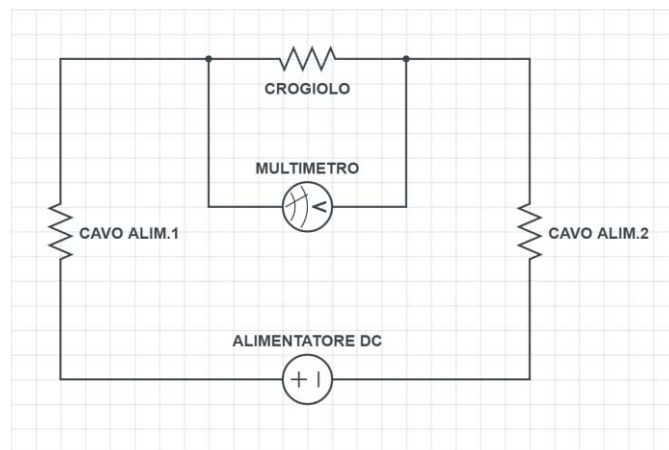 CROGIOLO
MULTIMETRO
V
CAVO ALIM.1
CAVO ALIM.2
ALIMENTATORE DC
+ |